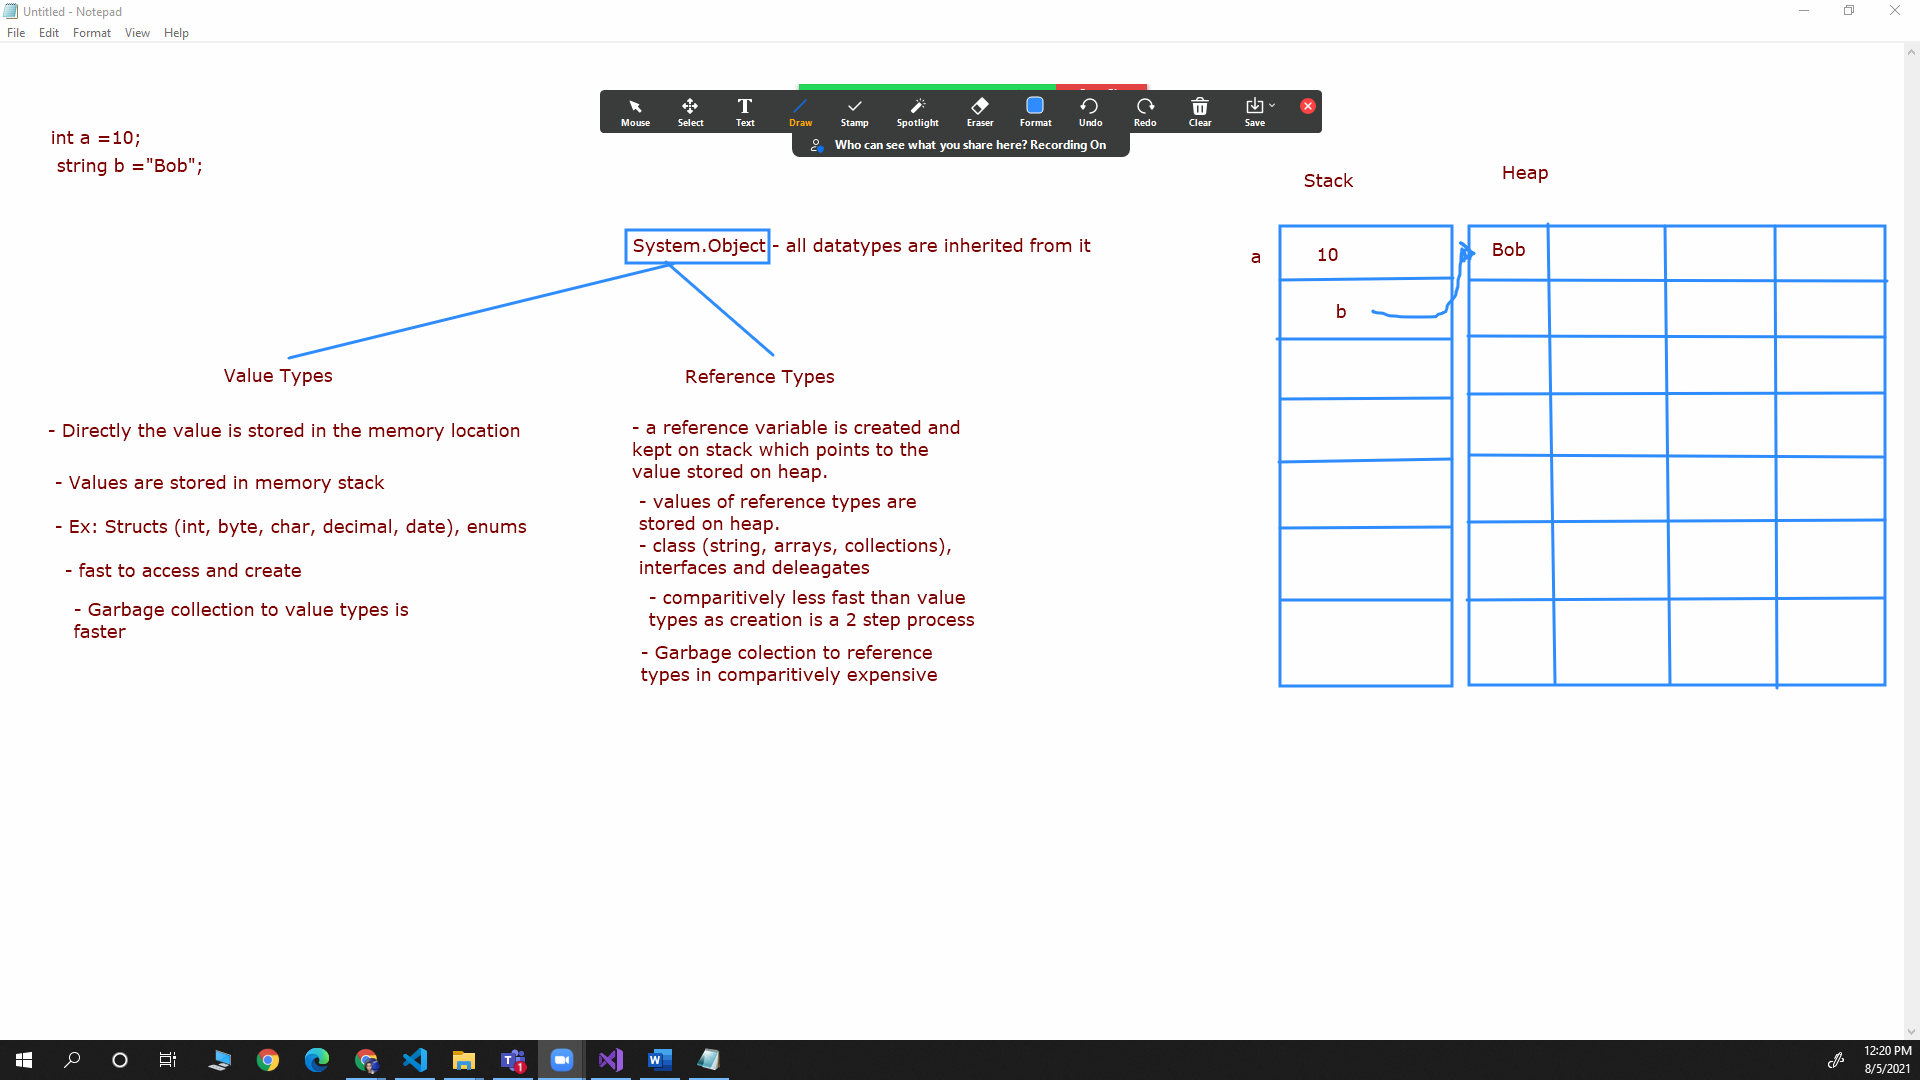 Untitled - Notepad
File Edit Format View Help
Mouse Select Text Draw Stamp Spotlight Eraser Format Undo Redo Clear Save
Who can see what you share here? Recording On
int a =10;
string b ="Bob";
Stack
Heap
System.Object - all datatypes are inherited from it
a
10
Bob
b
Value Types
- Directly the value is stored in the memory location
- Values are stored in memory stack
- Ex: Structs (int, byte, char, decimal, date), enums
- fast to access and create
- Garbage collection to value types is
faster
Reference Types
- a reference variable is created and
kept on stack which points to the
value stored on heap.
- values of reference types are
stored on heap.
- class (string, arrays, collections),
interfaces and deleagates
- comparitively less fast than value
types as creation is a 2 step process
- Garbage colection to reference
types in comparitively expensive
12:20 PM
8/5/2021